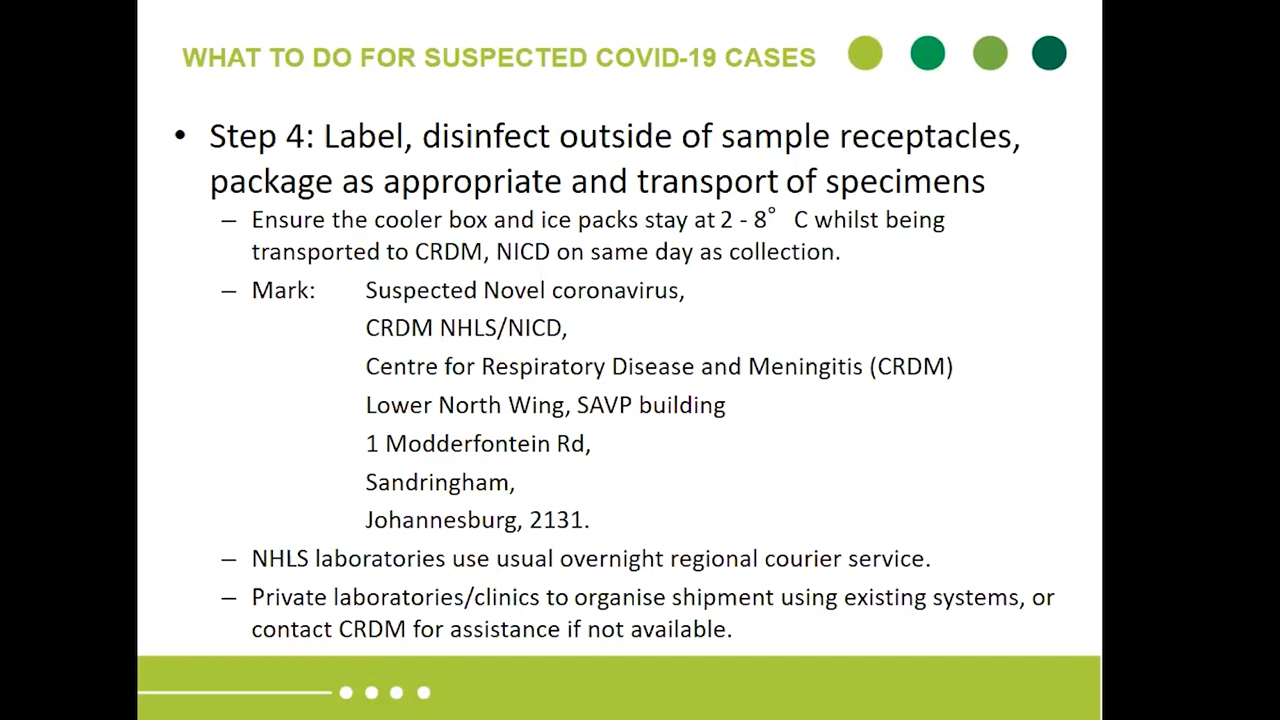 WHAT TO DO FOR SUSPECTED COVID-19 CASES
• Step 4: Label, disinfect outside of sample receptacles,
package as appropriate and transport of specimens
– Ensure the cooler box and ice packs stay at 2 - 8° C whilst being
transported to CRDM, NICD on same day as collection.
– Mark: Suspected Novel coronavirus,
CRDM NHLS/NICD,
Centre for Respiratory Disease and Meningitis (CRDM)
Lower North Wing, SAVP building
1 Modderfontein Rd,
Sandringham,
Johannesburg, 2131.
– NHLS laboratories use usual overnight regional courier service.
– Private laboratories/clinics to organise shipment using existing systems, or
contact CRDM for assistance if not available.